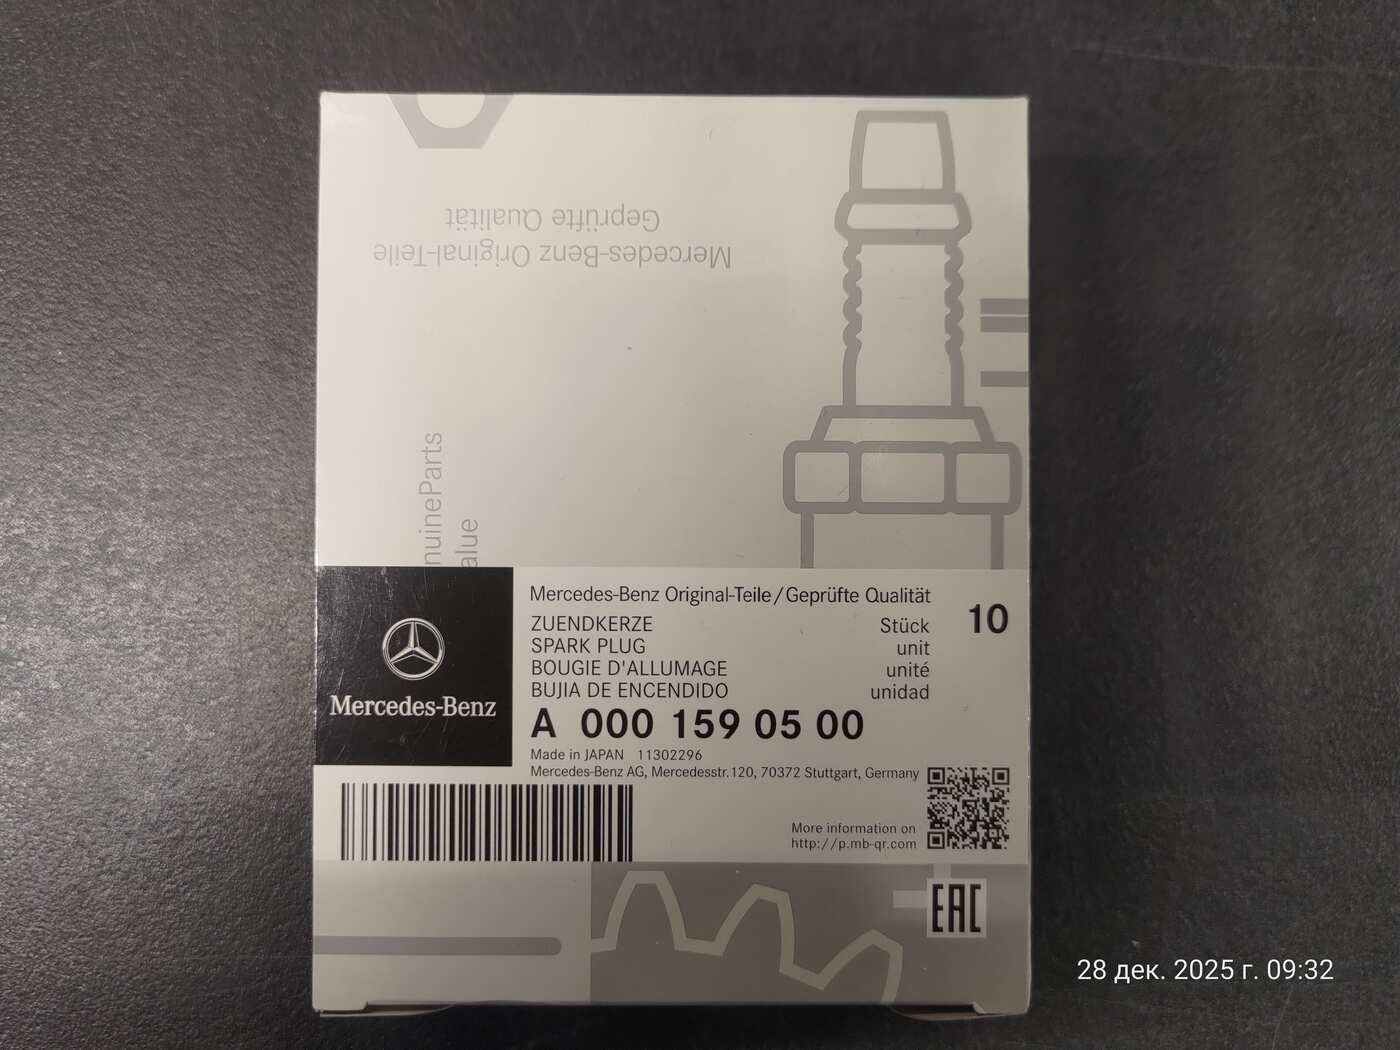 Mercedes-Benz Original-Teile
Geprüfte Qualität
nuineParts
alue
Mercedes-Benz
Mercedes-Benz Original-Teile/Geprüfte Qualität
ZUENDKERZE Stück 10
SPARK PLUG unit
BOUGIE D'ALLUMAGE unité
BUJIA DE ENCENDIDO unidad
A 000 159 05 00
Made in JAPAN 11302296
Mercedes-Benz AG, Mercedesstr.120, 70372 Stuttgart, Germany
More information on
http://p.mb-qr.com
EAC
28 дек. 2025 г. 09:32